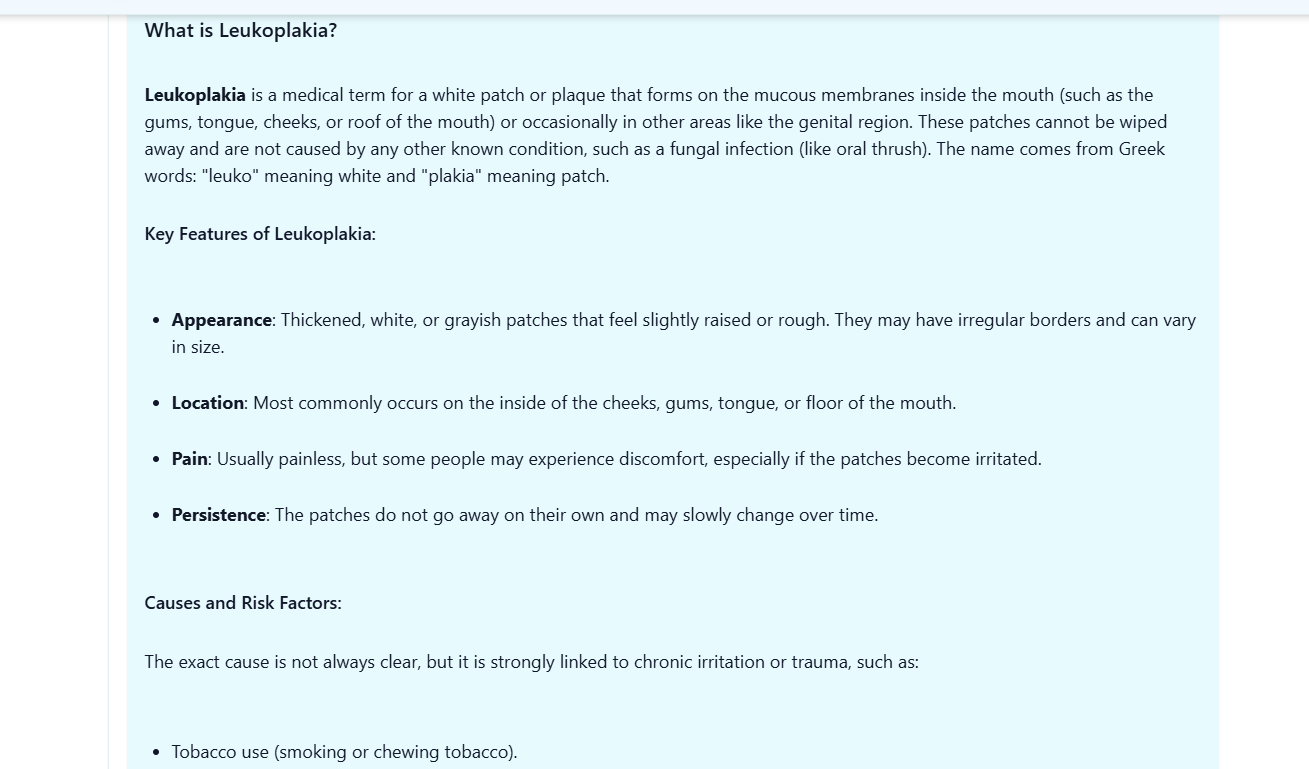 What is Leukoplakia?
Leukoplakia is a medical term for a white patch or plaque that forms on the mucous membranes inside the mouth (such as the
gums, tongue, cheeks, or roof of the mouth) or occasionally in other areas like the genital region. These patches cannot be wiped
away and are not caused by any other known condition, such as a fungal infection (like oral thrush). The name comes from Greek
words: "leuko" meaning white and "plakia" meaning patch.
Key Features of Leukoplakia:
• Appearance: Thickened, white, or grayish patches that feel slightly raised or rough. They may have irregular borders and can vary
in size.
• Location: Most commonly occurs on the inside of the cheeks, gums, tongue, or floor of the mouth.
• Pain: Usually painless, but some people may experience discomfort, especially if the patches become irritated.
• Persistence: The patches do not go away on their own and may slowly change over time.
Causes and Risk Factors:
The exact cause is not always clear, but it is strongly linked to chronic irritation or trauma, such as:
• Tobacco use (smoking or chewing tobacco).